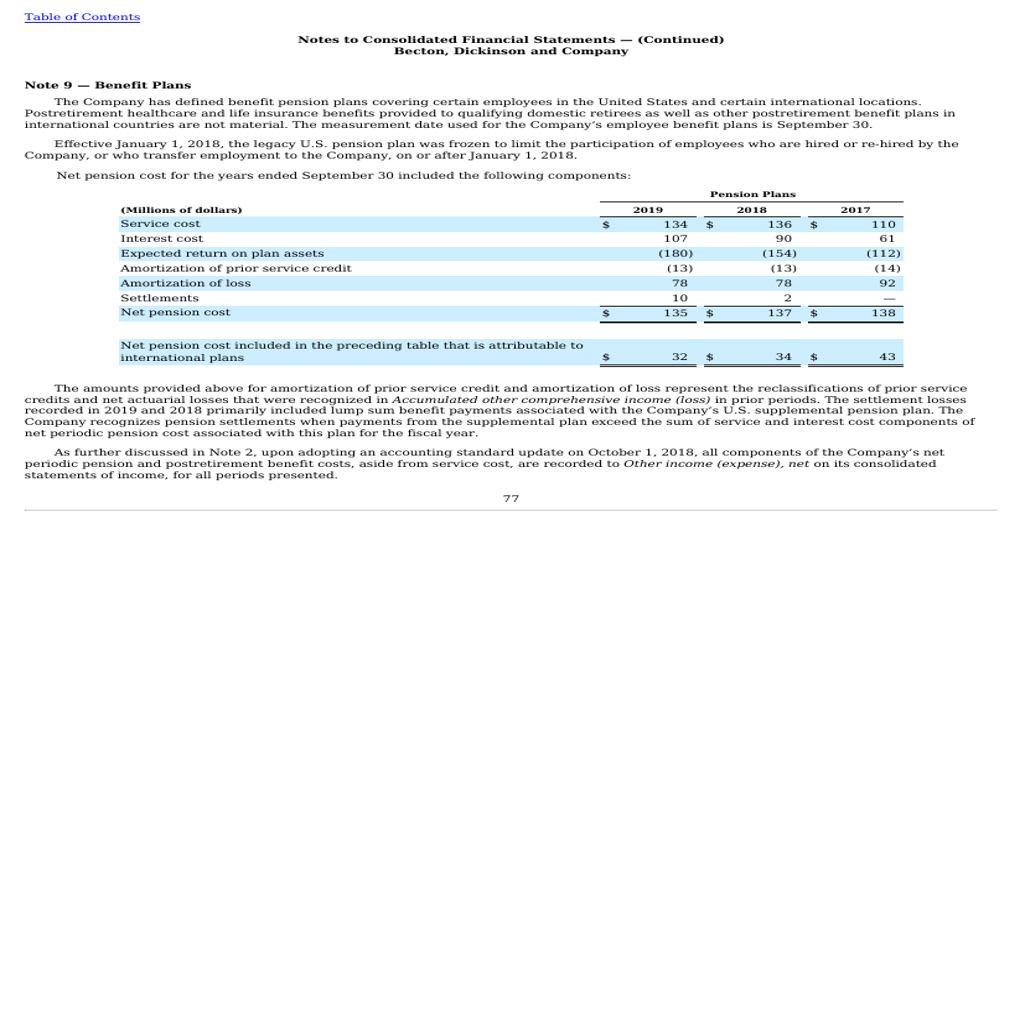 Table of Contents
Notes to Consolidated Financial Statements — (Continued)
Becton, Dickinson and Company
Note 9 — Benefit Plans
The Company has defined benefit pension plans covering certain employees in the United States and certain international locations.
Postretirement healthcare and life insurance benefits provided to qualifying domestic retirees as well as other postretirement benefit plans in
international countries are not material. The measurement date used for the Company’s employee benefit plans is September 30.
Effective January 1, 2018, the legacy U.S. pension plan was frozen to limit the participation of employees who are hired or re-hired by the
Company, or who transfer employment to the Company, on or after January 1, 2018.
Net pension cost for the years ended September 30 included the following components:
Pension Plans
(Millions of dollars) 2019 2018 2017
Service cost $ 134 $ 136 $ 110
Interest cost 107 90 61
Expected return on plan assets (180) (154) (112)
Amortization of prior service credit (13) (13) (14)
Amortization of loss 78 78 92
Settlements 10 2 —
Net pension cost $ 135 $ 137 $ 138
Net pension cost included in the preceding table that is attributable to
international plans $ 32 $ 34 $ 43
The amounts provided above for amortization of prior service credit and amortization of loss represent the reclassifications of prior service
credits and net actuarial losses that were recognized in Accumulated other comprehensive income (loss) in prior periods. The settlement losses
recorded in 2019 and 2018 primarily included lump sum benefit payments associated with the Company’s U.S. supplemental pension plan. The
Company recognizes pension settlements when payments from the supplemental plan exceed the sum of service and interest cost components of
net periodic pension cost associated with this plan for the fiscal year.
As further discussed in Note 2, upon adopting an accounting standard update on October 1, 2018, all components of the Company’s net
periodic pension and postretirement benefit costs, aside from service cost, are recorded to Other income (expense), net on its consolidated
statements of income, for all periods presented.
77